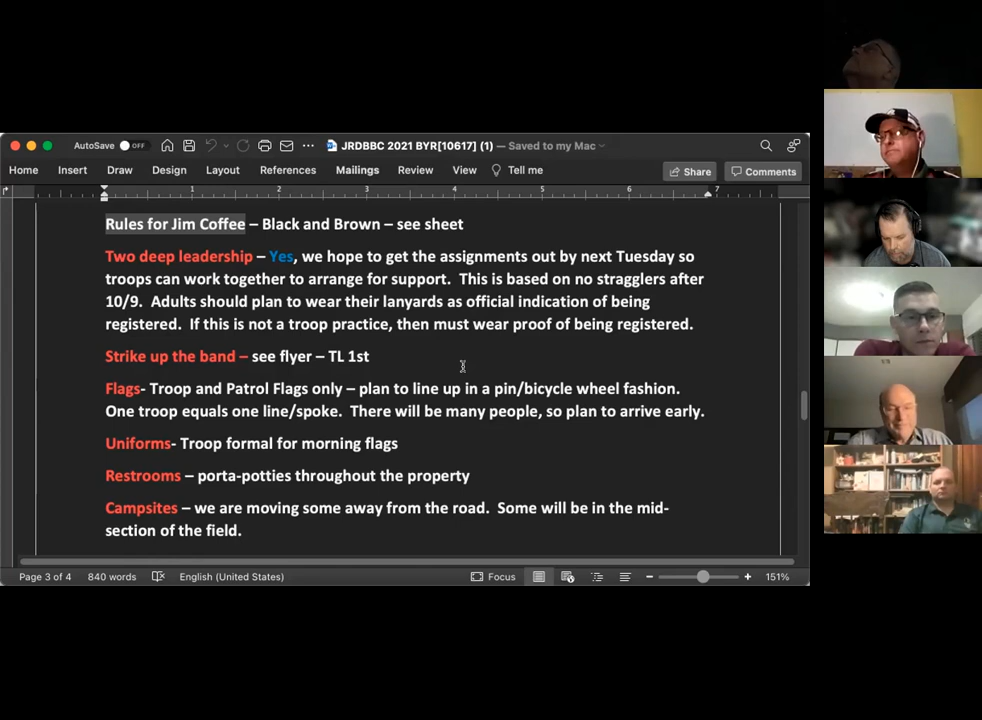 AutoSave OFF
JRDBBC 2021 BYR[10617] (1) — Saved to my Mac
Home Insert Draw Design Layout References Mailings Review View Tell me Share Comments
1 2 3 4 5 6 7
Rules for Jim Coffee – Black and Brown – see sheet
Two deep leadership – Yes, we hope to get the assignments out by next Tuesday so
troops can work together to arrange for support. This is based on no stragglers after
10/9. Adults should plan to wear their lanyards as official indication of being
registered. If this is not a troop practice, then must wear proof of being registered.
Strike up the band – see flyer – TL 1st
Flags- Troop and Patrol Flags only – plan to line up in a pin/bicycle wheel fashion.
One troop equals one line/spoke. There will be many people, so plan to arrive early.
Uniforms- Troop formal for morning flags
Restrooms – porta-potties throughout the property
Campsites – we are moving some away from the road. Some will be in the mid-
section of the field.
Page 3 of 4 840 words English (United States) Focus 151%